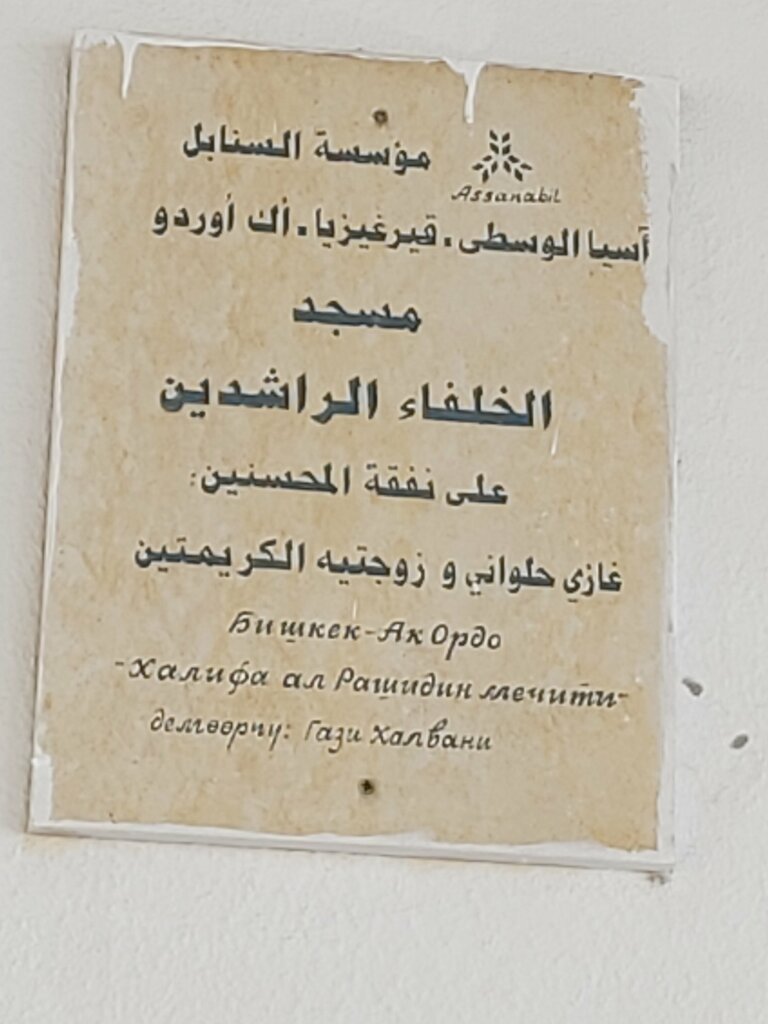 مؤسسة السنابل
Assanabil
آسيا الوسطى . قيرغيزيا . أك أوردو
مسجد
الخلفاء الراشدين
على نفقة المحسنين:
غازي حلواني و زوجتيه الكريمتين
Бишкек-Ак Ордо
-Халифа ал Рашидин мечити-
демөөрчү: Гази Халвани